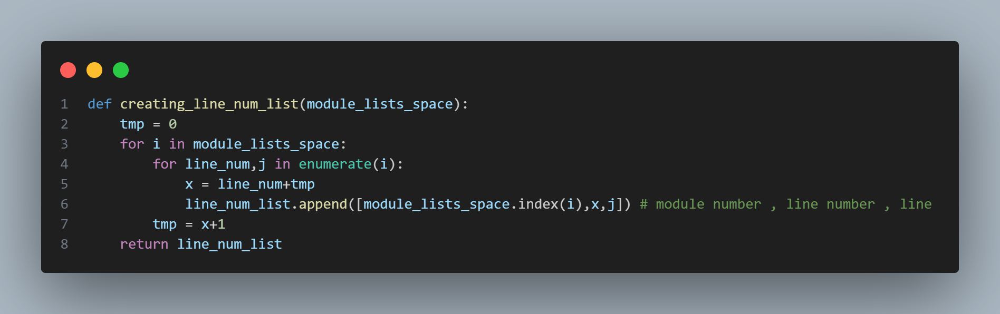 1 def creating_line_num_list(module_lists_space):
2     tmp = 0
3     for i in module_lists_space:
4         for line_num,j in enumerate(i):
5             x = line_num+tmp
6             line_num_list.append([module_lists_space.index(i),x,j]) # module number , line number , line
7         tmp = x+1
8     return line_num_list